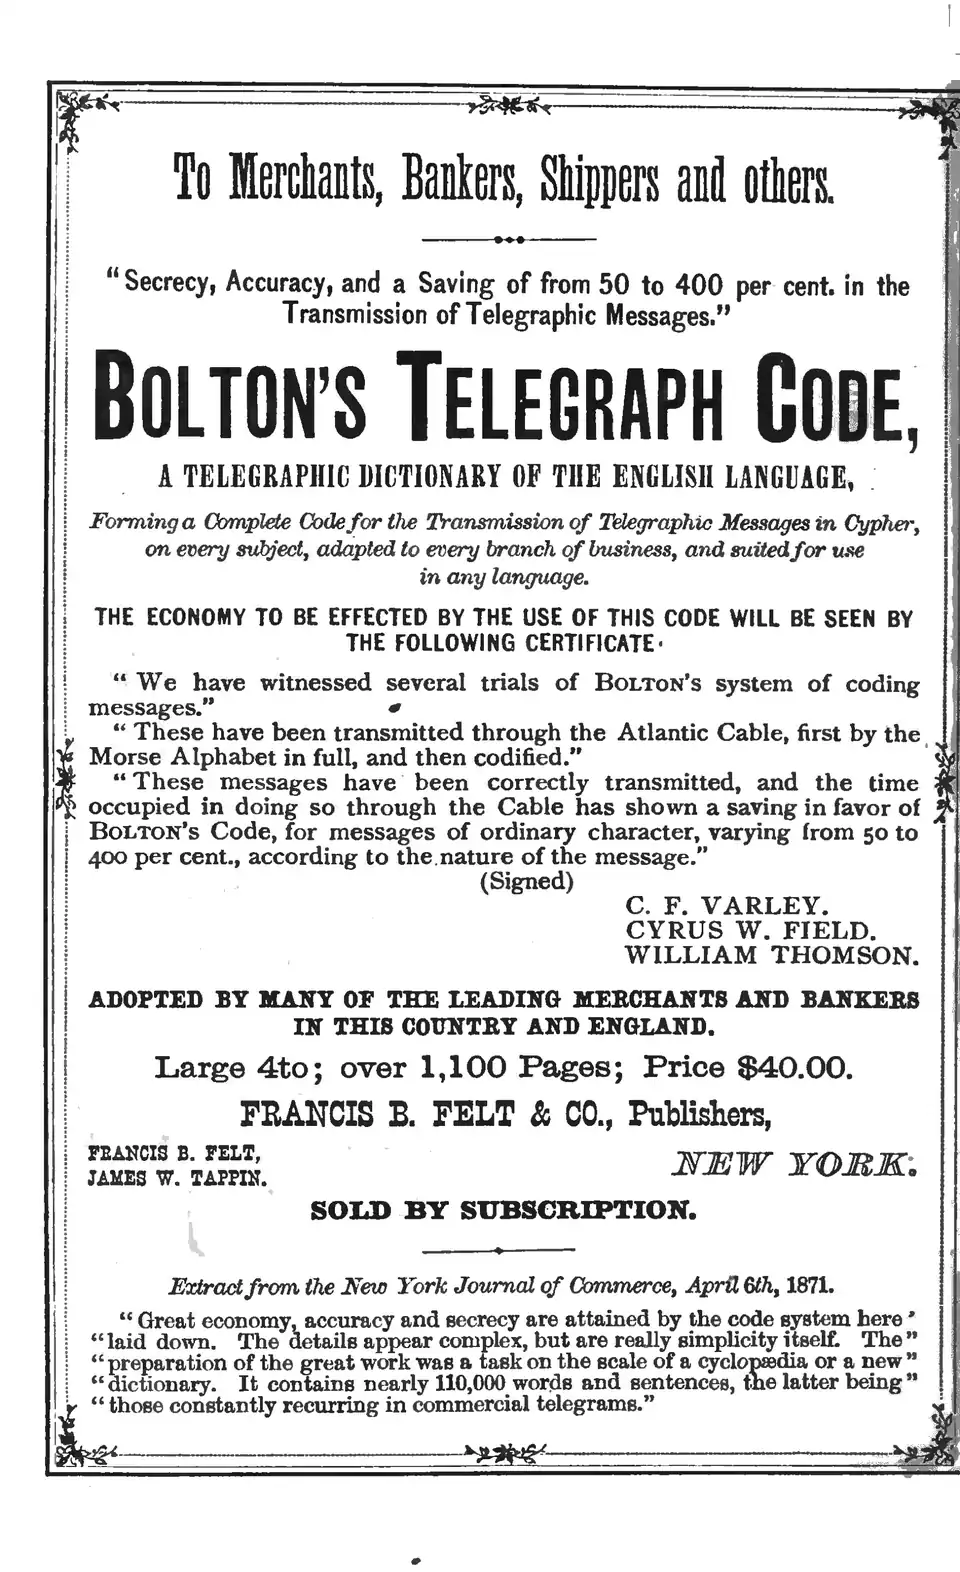 To Merchants, Bankers, Shippers and others.
"Secrecy, Accuracy, and a Saving of from 50 to 400 per cent. in the
Transmission of Telegraphic Messages."
BOLTON'S TELEGRAPH CODE,
A TELEGRAPHIC DICTIONARY OF THE ENGLISH LANGUAGE,
Forming a Complete Code for the Transmission of Telegraphic Messages in Cypher,
on every subject, adapted to every branch of business, and suited for use
in any language.
THE ECONOMY TO BE EFFECTED BY THE USE OF THIS CODE WILL BE SEEN BY
THE FOLLOWING CERTIFICATE·
"We have witnessed several trials of BOLTON'S system of coding
messages."
"These have been transmitted through the Atlantic Cable, first by the
Morse Alphabet in full, and then codified."
"These messages have been correctly transmitted, and the time
occupied in doing so through the Cable has shown a saving in favor of
BOLTON'S Code, for messages of ordinary character, varying from 50 to
400 per cent., according to the nature of the message."
(Signed)
C. F. VARLEY.
CYRUS W. FIELD.
WILLIAM THOMSON.
ADOPTED BY MANY OF THE LEADING MERCHANTS AND BANKERS
IN THIS COUNTRY AND ENGLAND.
Large 4to; over 1,100 Pages; Price $40.00.
FRANCIS B. FELT & CO., Publishers,
FRANCIS B. FELT,
JAMES W. TAPPIN.
NEW YORK.
SOLD BY SUBSCRIPTION.
Extract from the New York Journal of Commerce, April 6th, 1871.
"Great economy, accuracy and secrecy are attained by the code system here"
"laid down. The details appear complex, but are really simplicity itself. The"
"preparation of the great work was a task on the scale of a cyclopædia or a new"
"dictionary. It contains nearly 110,000 words and sentences, the latter being"
"those constantly recurring in commercial telegrams."